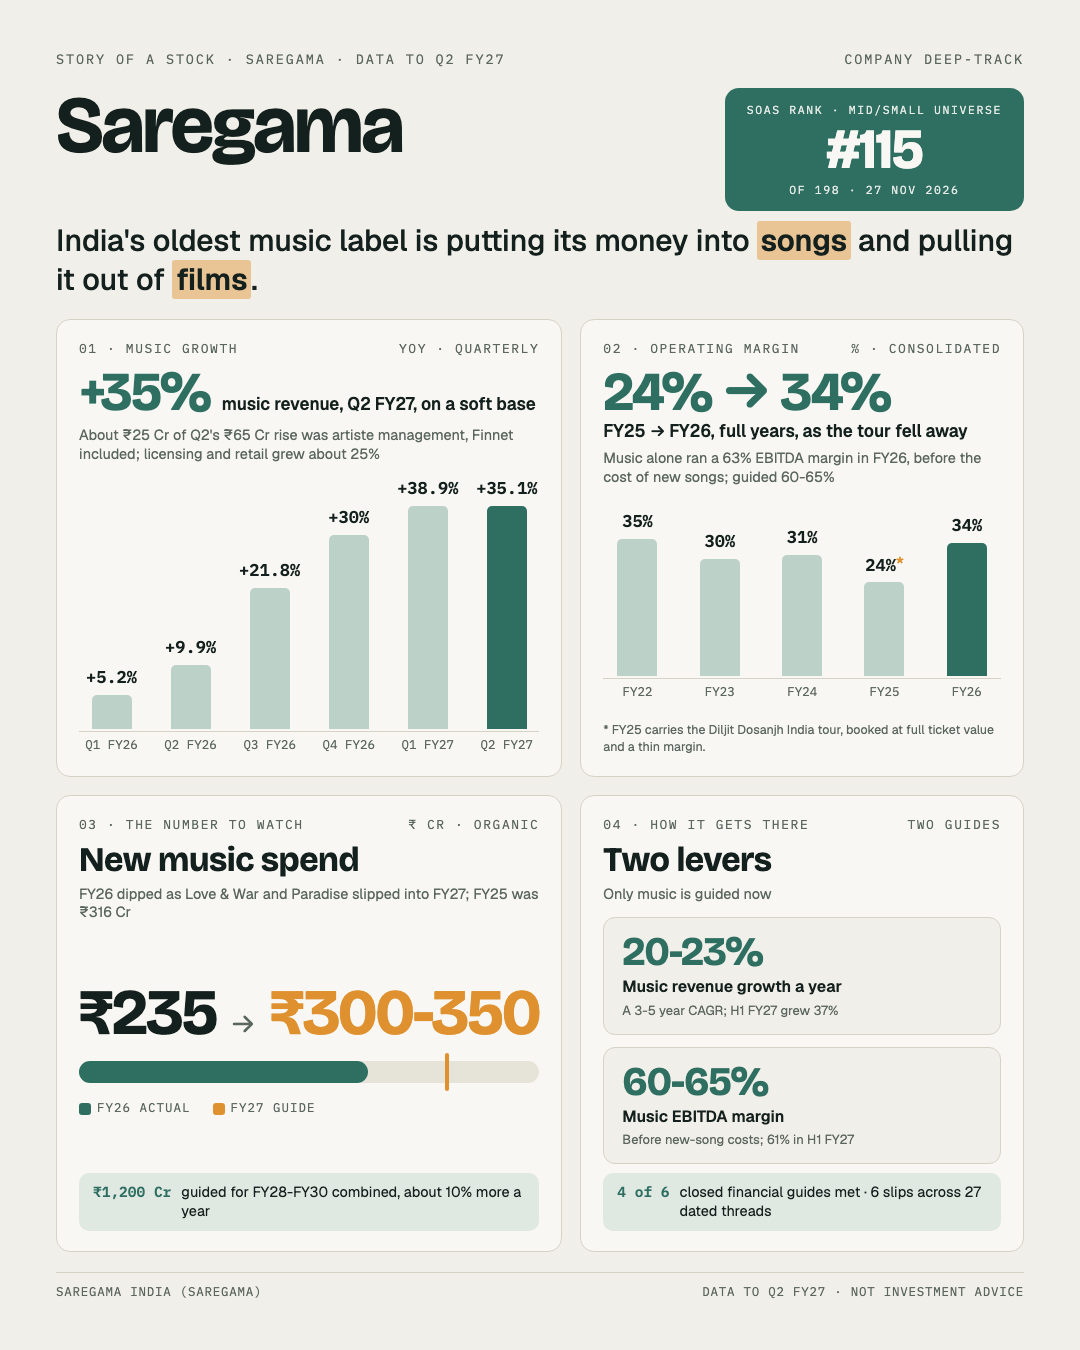 STORY OF A STOCK · SAREGAMA · DATA TO Q2 FY27
COMPANY DEEP-TRACK
Saregama
SOAS RANK · MID/SMALL UNIVERSE
#115
OF 198 · 27 NOV 2026
India's oldest music label is putting its money into songs and pulling
it out of films.
01 · MUSIC GROWTH
YOY · QUARTERLY
+35% music revenue, Q2 FY27, on a soft base
About ₹25 Cr of Q2's ₹65 Cr rise was artiste management, Finnet
included; licensing and retail grew about 25%
+5.2%
+9.9%
+21.8%
+30%
+38.9%
+35.1%
Q1 FY26
Q2 FY26
Q3 FY26
Q4 FY26
Q1 FY27
Q2 FY27
02 · OPERATING MARGIN
% · CONSOLIDATED
24% → 34%
FY25 → FY26, full years, as the tour fell away
Music alone ran a 63% EBITDA margin in FY26, before the
cost of new songs; guided 60-65%
35%
30%
31%
24%*
34%
FY22
FY23
FY24
FY25
FY26
* FY25 carries the Diljit Dosanjh India tour, booked at full ticket value
and a thin margin.
03 · THE NUMBER TO WATCH
₹ CR · ORGANIC
New music spend
FY26 dipped as Love & War and Paradise slipped into FY27; FY25 was
₹316 Cr
₹235 → ₹300-350
FY26 ACTUAL
FY27 GUIDE
₹1,200 Cr guided for FY28-FY30 combined, about 10% more a
year
04 · HOW IT GETS THERE
TWO GUIDES
Two levers
Only music is guided now
20-23%
Music revenue growth a year
A 3-5 year CAGR; H1 FY27 grew 37%
60-65%
Music EBITDA margin
Before new-song costs; 61% in H1 FY27
4 of 6 closed financial guides met · 6 slips across 27
dated threads
SAREGAMA INDIA (SAREGAMA)
DATA TO Q2 FY27 · NOT INVESTMENT ADVICE